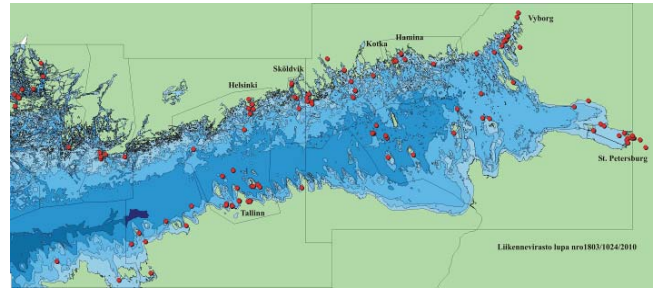 Vyborg
Hamina
Kotka
Sköldvik
Helsinki
St. Petersburg
Tallinn
Liikennevirasto lupa nro1803/1024/2010